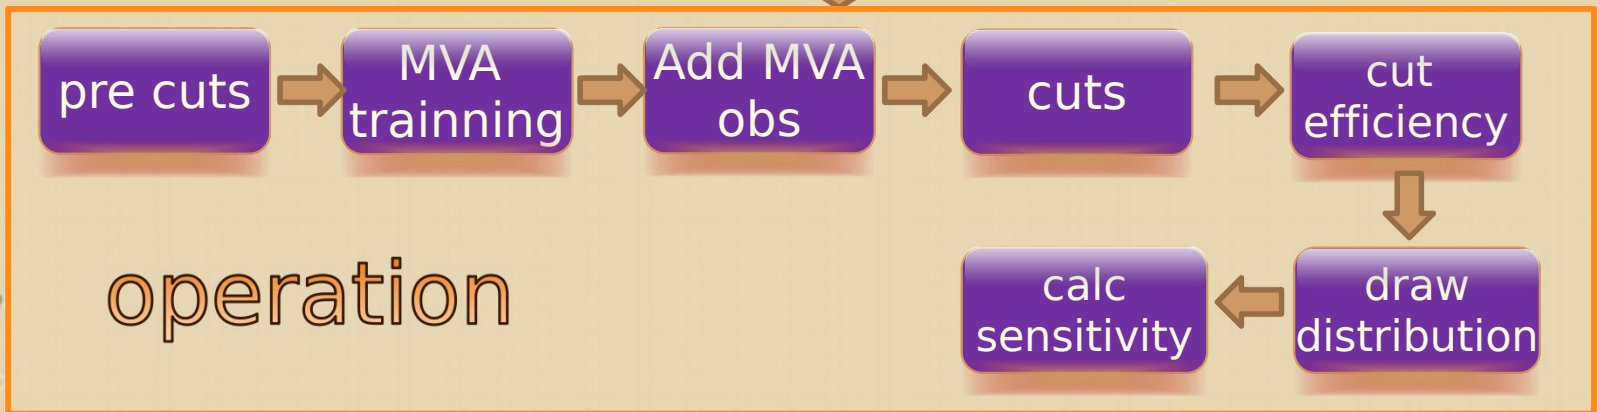 pre cuts
MVA
trainning
Add MVA
obs
cuts
cut
efficiency
draw
distribution
calc
sensitivity
operation